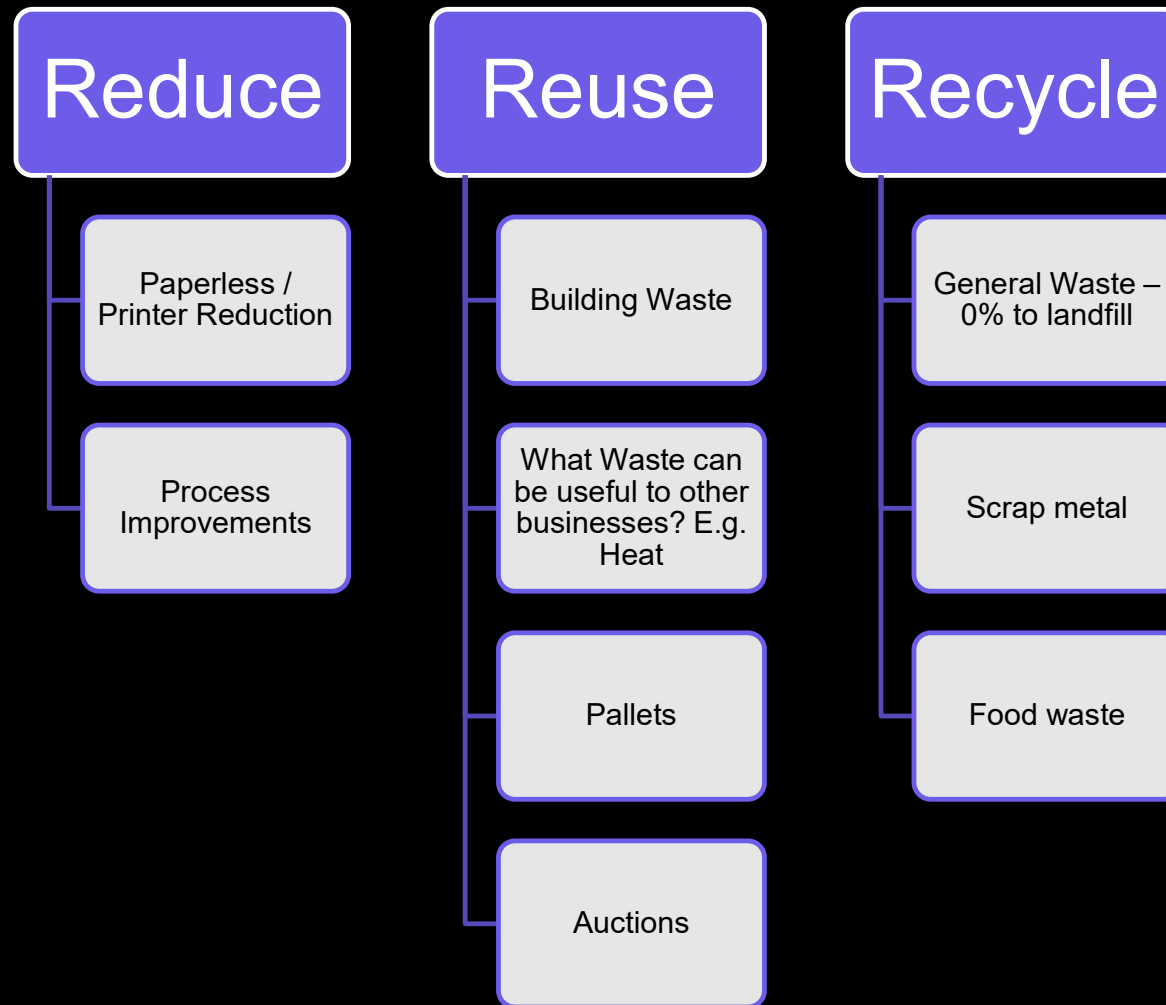 Reduce
Paperless /
Printer Reduction
Process
Improvements
Reuse
Building Waste
What Waste can
be useful to other
businesses? E.g.
Heat
Pallets
Auctions
Recycle
General Waste –
0% to landfill
Scrap metal
Food waste